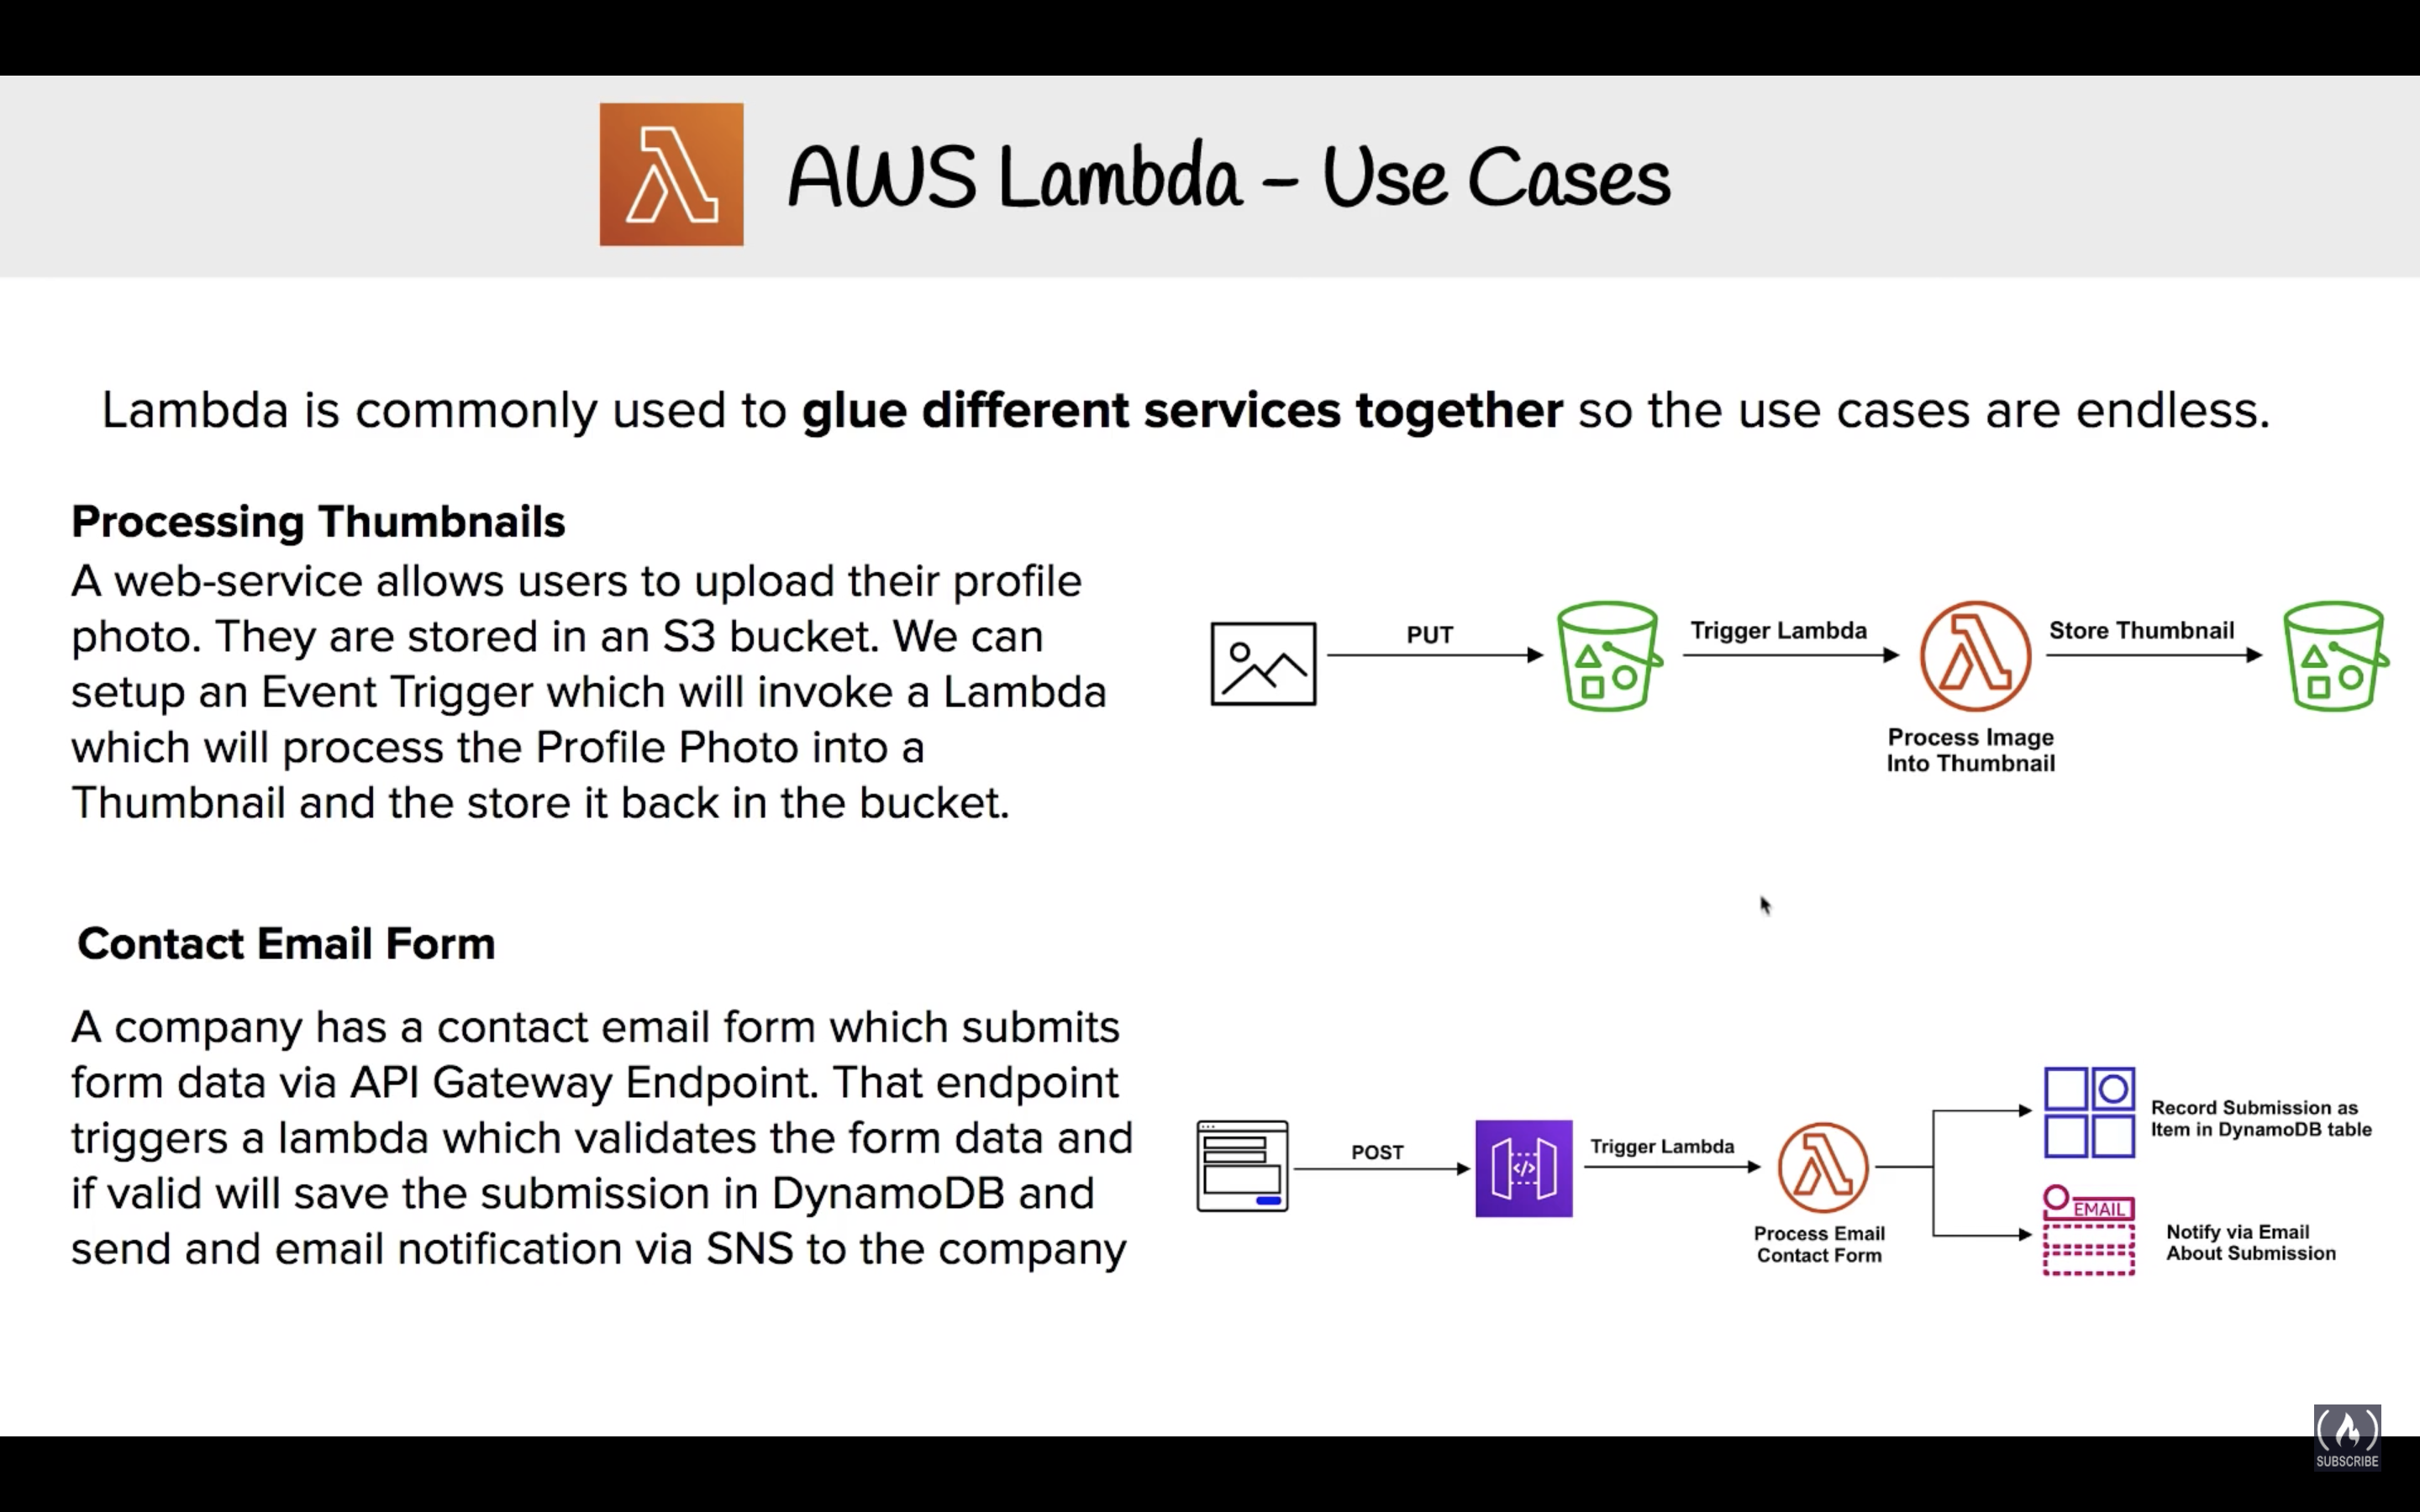 AWS Lambda – Use Cases
Lambda is commonly used to glue different services together so the use cases are endless.
Processing Thumbnails
A web-service allows users to upload their profile
photo. They are stored in an S3 bucket. We can
setup an Event Trigger which will invoke a Lambda
which will process the Profile Photo into a
Thumbnail and the store it back in the bucket.
PUT
Trigger Lambda
Store Thumbnail
Process Image
Into Thumbnail
Contact Email Form
A company has a contact email form which submits
form data via API Gateway Endpoint. That endpoint
triggers a lambda which validates the form data and
if valid will save the submission in DynamoDB and
send and email notification via SNS to the company
POST
</>
Trigger Lambda
Process Email
Contact Form
Record Submission as
Item in DynamoDB table
EMAIL
Notify via Email
About Submission
SUBSCRIBE